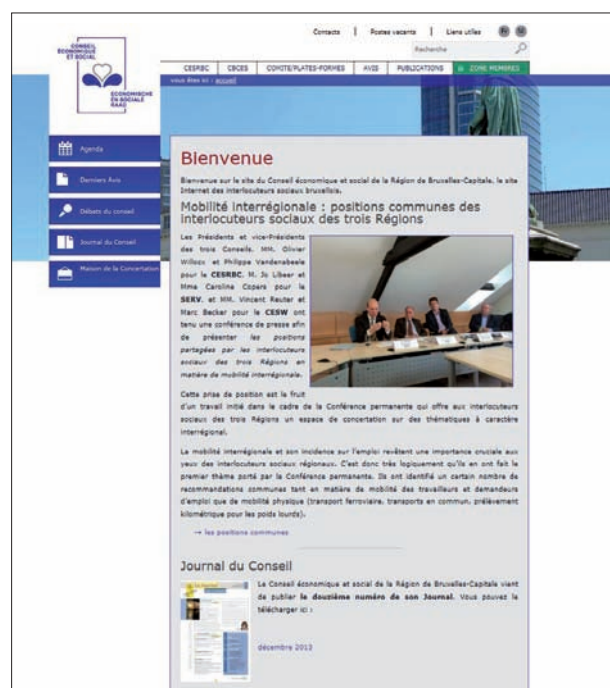 Contacts | Postes vacants | Liens utiles
CONSEIL
ÉCONOMIQUE
ET SOCIAL
ECONOMISCHE
EN SOCIALE
RAAD
Recherche
CESRBC CBCES COMITE/PLATES-FORMES AVIS PUBLICATIONS ZONE MEMBRES
vous êtes ici : accueil
Agenda
Derniers Avis
Débats du conseil
Journal du Conseil
Maison de la Concertation
Bienvenue
Bienvenue sur le site du Conseil économique et social de la Région de Bruxelles-Capitale, le site
Internet des interlocuteurs sociaux bruxellois.
Mobilité interrégionale : positions communes des
interlocuteurs sociaux des trois Régions
Les Présidents et vice-Présidents
des trois Conseils, MM. Olivier
Willocx et Philippe Vandenabeele
pour le CESRBC, M. Jo Libeer et
Mme Caroline Copers pour le
SERV, et MM. Vincent Reuter et
Marc Becker pour le CESW ont
tenu une conférence de presse afin
de présenter les positions
partagées par les interlocuteurs
sociaux des trois Régions en
matière de mobilité interrégionale.
Cette prise de position est le fruit
d'un travail initié dans le cadre de la Conférence permanente qui offre aux interlocuteurs
sociaux des trois Régions un espace de concertation sur des thématiques à caractère
interrégional.
La mobilité interrégionale et son incidence sur l'emploi revêtent une importance cruciale aux
yeux des interlocuteurs sociaux régionaux. C'est donc très logiquement qu'ils en ont fait le
premier thème porté par la Conférence permanente. Ils ont identifié un certain nombre de
recommandations communes tant en matière de mobilité des travailleurs et demandeurs
d'emploi que de mobilité physique (transport ferroviaire, transports en commun, prélèvement
kilométrique pour les poids lourds).
→ les positions communes
Journal du Conseil
Le Conseil économique et social de la Région de Bruxelles-Capitale vient
de publier le douzième numéro de son Journal. Vous pouvez le
télécharger ici :
décembre 2013